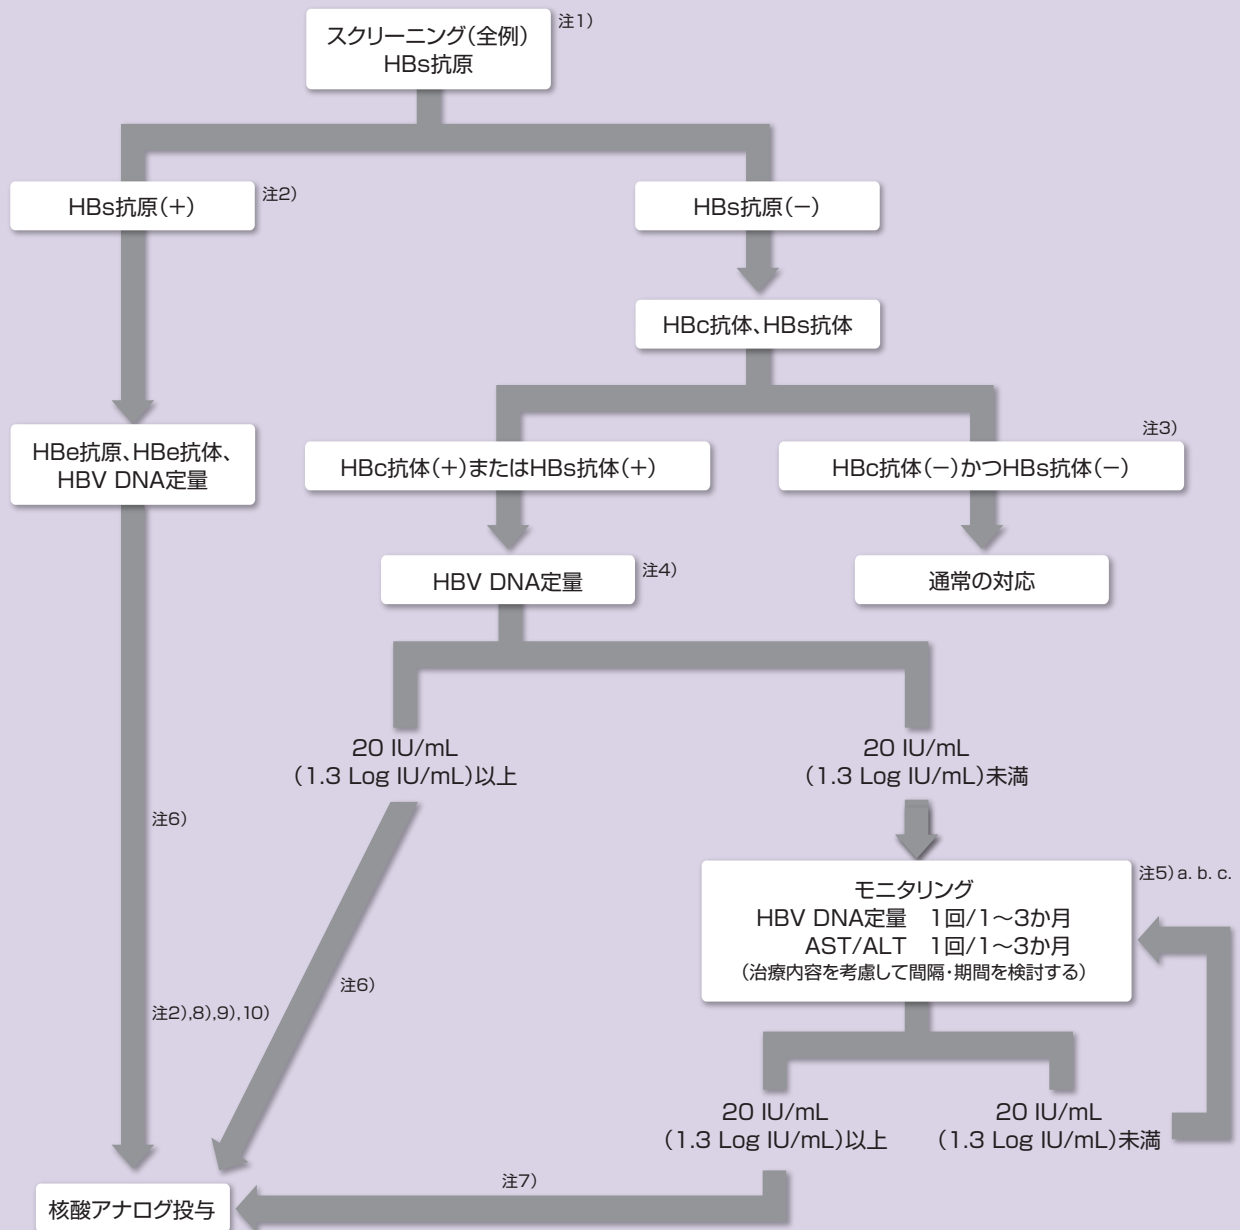 スクリーニング(全例)
HBs抗原
注1)
HBs抗原(+)
注2)
HBs抗原(-)
HBc抗体、HBs抗体
HBe抗原、HBe抗体、
HBV DNA定量
HBc抗体(+)またはHBs抗体(+)
注3)
HBc抗体(-)かつHBs抗体(-)
HBV DNA定量
注4)
通常の対応
20 IU/mL
(1.3 Log IU/mL)以上
20 IU/mL
(1.3 Log IU/mL)未満
注6)
モニタリング
HBV DNA定量 1回/1~3か月
AST/ALT 1回/1~3か月
(治療内容を考慮して間隔・期間を検討する)
注5) a. b. c.
注6)
注2),8),9),10)
20 IU/mL
(1.3 Log IU/mL)以上
20 IU/mL
(1.3 Log IU/mL)未満
注7)
核酸アナログ投与